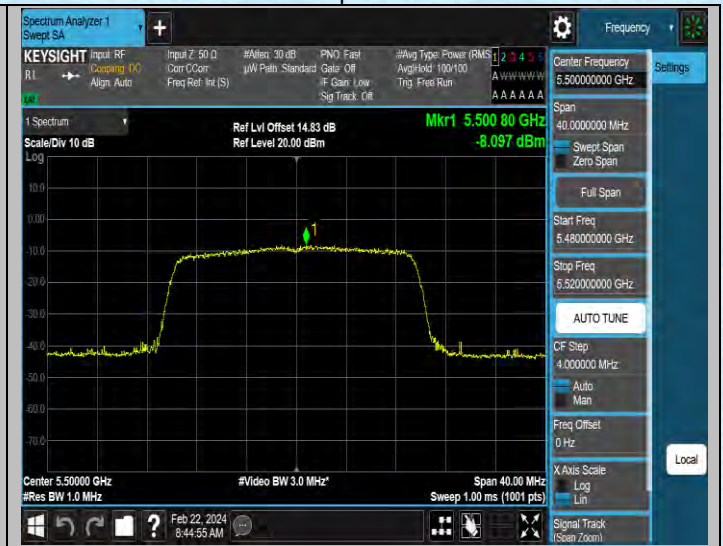 Spectrum Analyzer 1
Swept SA
+
Frequency
KEYSIGHT
Input: RF
Coupling: DC
Align: Auto
Input Z: 50 Ω
Corr CCorr
Freq Ref: Int (S)
#Atten: 30 dB
µW Path: Standard
PNO: Fast
Gate: Off
IF Gain: Low
Sig Track: Off
#Avg Type: Power (RMS
Avg|Hold: 100/100
Trig: Free Run
1 2 3 4 5 6
A W W W W W
A A A A A A
1 Spectrum
Scale/Div 10 dB
Log
Ref Lvl Offset 14.83 dB
Ref Level 20.00 dBm
Mkr1 5.500 80 GHz
-8.097 dBm
10.0
0.00
-10.0
-20.0
-30.0
-40.0
-50.0
-60.0
-70.0
1
Center 5.50000 GHz
#Res BW 1.0 MHz
#Video BW 3.0 MHz*
Span 40.00 MHz
Sweep 1.00 ms (1001 pts)
?
Feb 22, 2024
8:44:55 AM
Center Frequency
5.500000000 GHz
Span
40.0000000 MHz
Swept Span
Zero Span
Full Span
Start Freq
5.480000000 GHz
Stop Freq
5.520000000 GHz
AUTO TUNE
CF Step
4.000000 MHz
Auto
Man
Freq Offset
0 Hz
X Axis Scale
Log
Lin
Signal Track
(Span Zoom)
Settings
Local